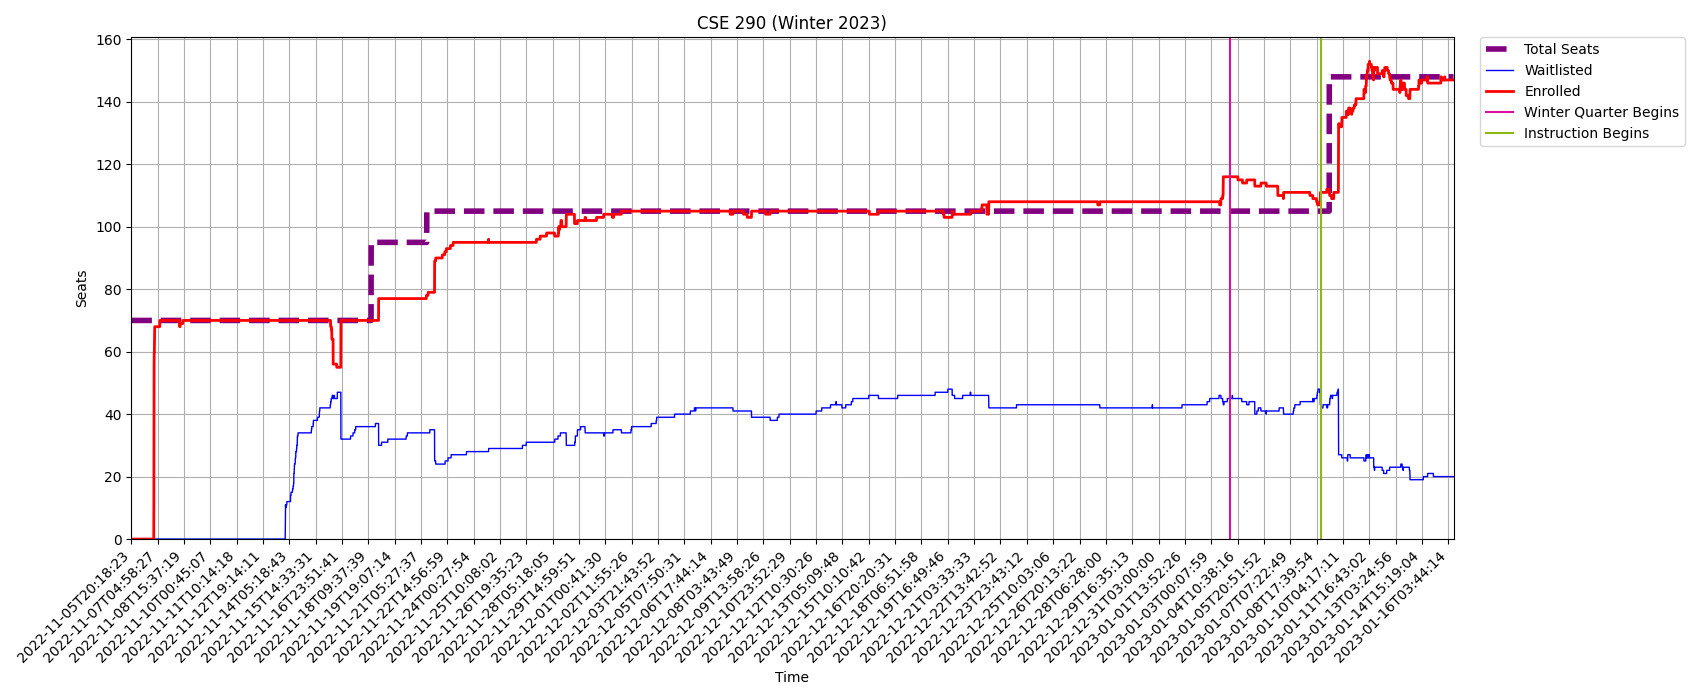 CSE 290 (Winter 2023)
160
140
120
100
80
60
40
20
0
Seats
Total Seats
Waitlisted
Enrolled
Winter Quarter Begins
Instruction Begins
2022-11-05T20:18:23
2022-11-07T04:58:27
2022-11-08T15:37:19
2022-11-10T00:45:07
2022-11-11T10:14:18
2022-11-12T19:14:11
2022-11-14T05:18:43
2022-11-15T14:33:31
2022-11-16T23:51:41
2022-11-18T09:37:39
2022-11-19T19:07:14
2022-11-21T05:27:37
2022-11-22T14:56:59
2022-11-24T00:27:54
2022-11-25T10:08:02
2022-11-26T19:35:23
2022-11-28T05:18:05
2022-11-29T14:59:51
2022-12-01T00:41:30
2022-12-02T11:55:26
2022-12-03T21:43:52
2022-12-05T07:50:31
2022-12-06T17:44:14
2022-12-08T03:43:49
2022-12-09T13:58:26
2022-12-10T23:52:29
2022-12-12T10:30:26
2022-12-13T15:09:48
2022-12-15T10:10:42
2022-12-16T20:20:31
2022-12-18T06:51:58
2022-12-19T16:49:46
2022-12-21T03:33:33
2022-12-22T13:42:52
2022-12-23T23:43:12
2022-12-25T10:03:06
2022-12-26T20:13:22
2022-12-28T06:28:00
2022-12-29T16:35:13
2022-12-31T03:00:00
2023-01-01T13:52:26
2023-01-03T00:07:59
2023-01-04T10:38:16
2023-01-05T20:51:52
2023-01-07T07:22:49
2023-01-08T17:39:54
2023-01-10T04:17:11
2023-01-11T16:43:02
2023-01-13T03:24:56
2023-01-14T15:19:04
2023-01-16T03:44:14
Time